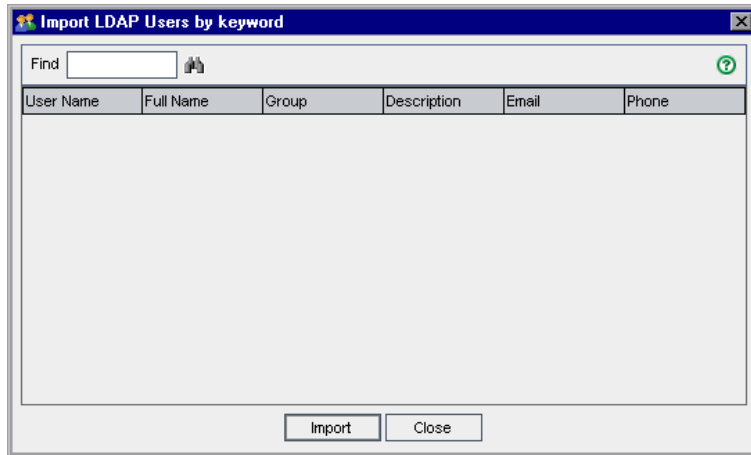 Import LDAP Users by keyword
Find
User Name Full Name Group Description Email Phone
Import Close